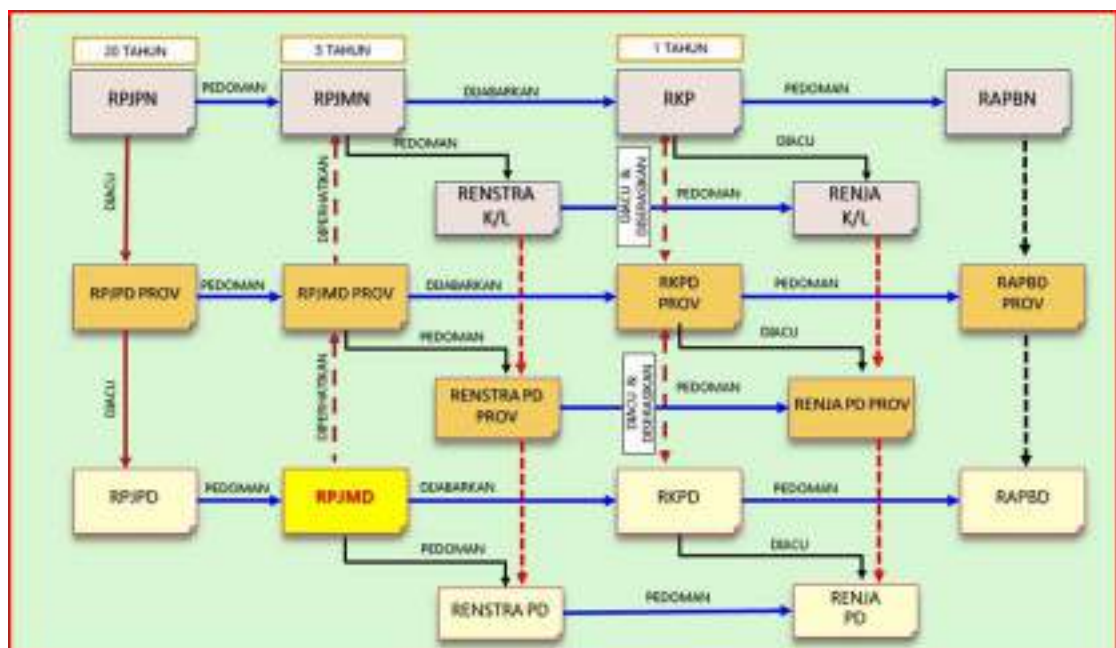 20 TAHUN
5 TAHUN
1 TAHUN
RPJPN
PEDOMAN
RPJMN
DIJABARKAN
RKP
PEDOMAN
RAPBN
DIACU
DIPERHATIKAN
PEDOMAN
DIACU &
DISERASIKAN
DIACU
RENSTRA
K/L
PEDOMAN
RENJA
K/L
RPJPD PROV
PEDOMAN
RPJMD PROV
DIJABARKAN
RKPD
PROV
PEDOMAN
RAPBD
PROV
DIACU
DIPERHATIKAN
PEDOMAN
DIACU &
DISERASIKAN
DIACU
RENSTRA PD
PROV
PEDOMAN
RENJA PD PROV
RPJPD
PEDOMAN
RPJMD
DIJABARKAN
RKPD
PEDOMAN
RAPBD
PEDOMAN
DIACU
RENSTRA PD
PEDOMAN
RENJA
PD